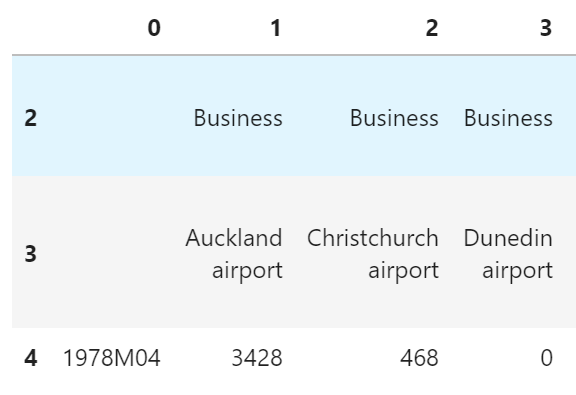 0 1 2 3
2 Business Business Business
3 Auckland airport Christchurch airport Dunedin airport
4 1978M04 3428 468 0